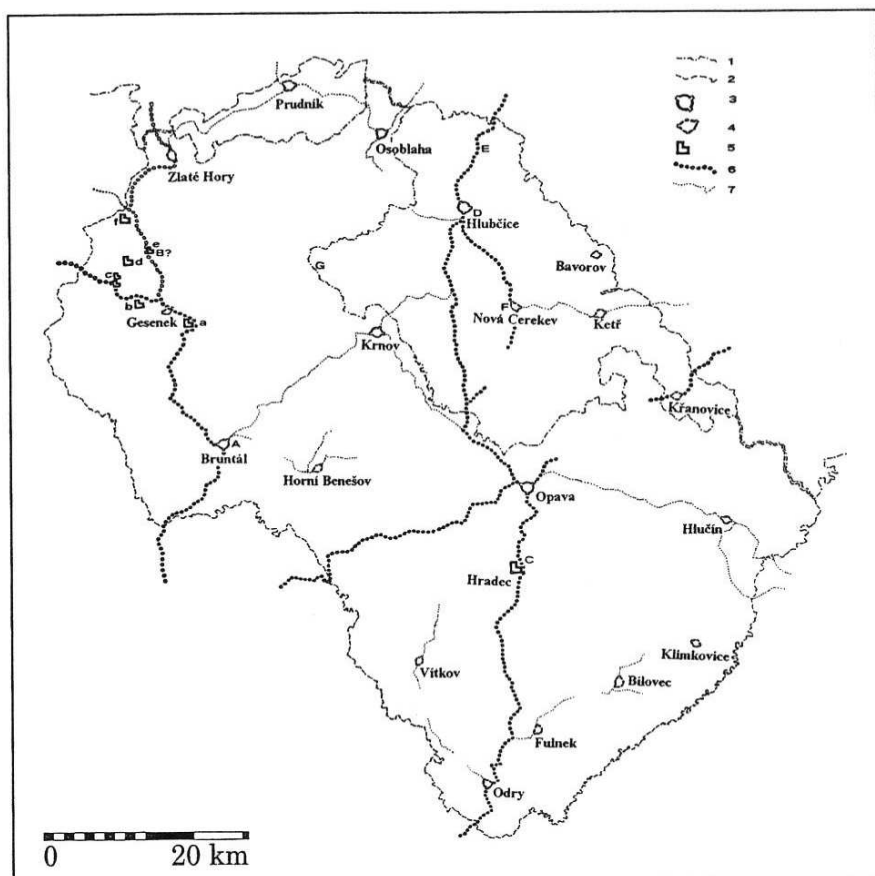 1
2
3
4
5
6
7
Prudník
Osoblaha
E
Zlaté Hory
D
Hlubčice
f
e
B?
d
c
Bavorov
G
b
Gesenek
a
F
Nová Cerekev
Ketř
Krnov
Křanovice
A
Bruntál
Horní Benešov
Opava
Hlučín
C
Hradec
Klimkovice
Vítkov
Bílovec
Fulnek
Odry
0 20 km